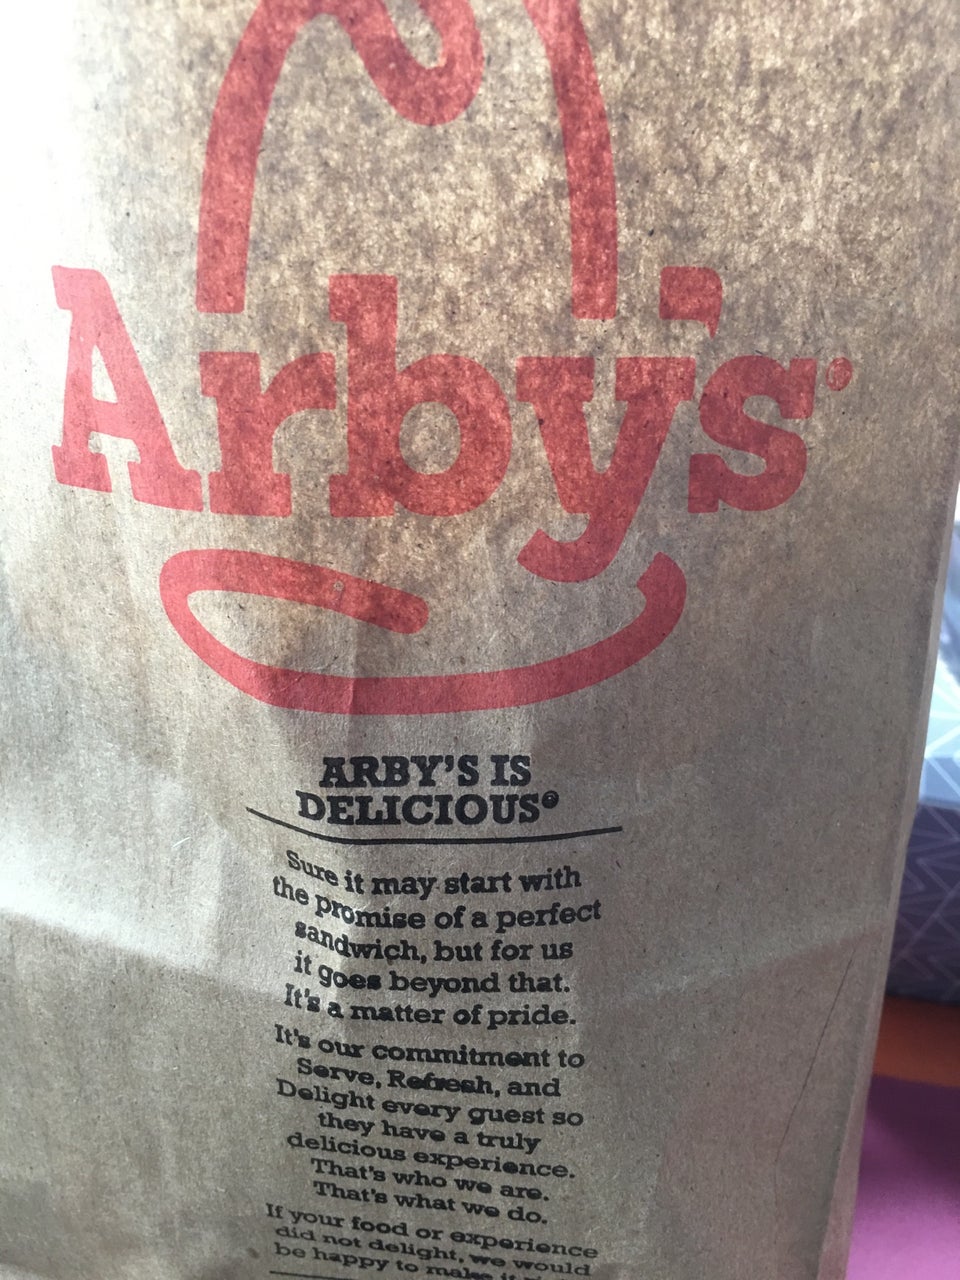 Arby's®
ARBY'S IS
DELICIOUS®
Sure it may start with
the promise of a perfect
sandwich, but for us
it goes beyond that.
It's a matter of pride.
It's our commitment to
Serve, Refresh, and
Delight every guest so
they have a truly
delicious experience.
That's who we are.
That's what we do.
If your food or experience
did not delight, we would
be happy to make it